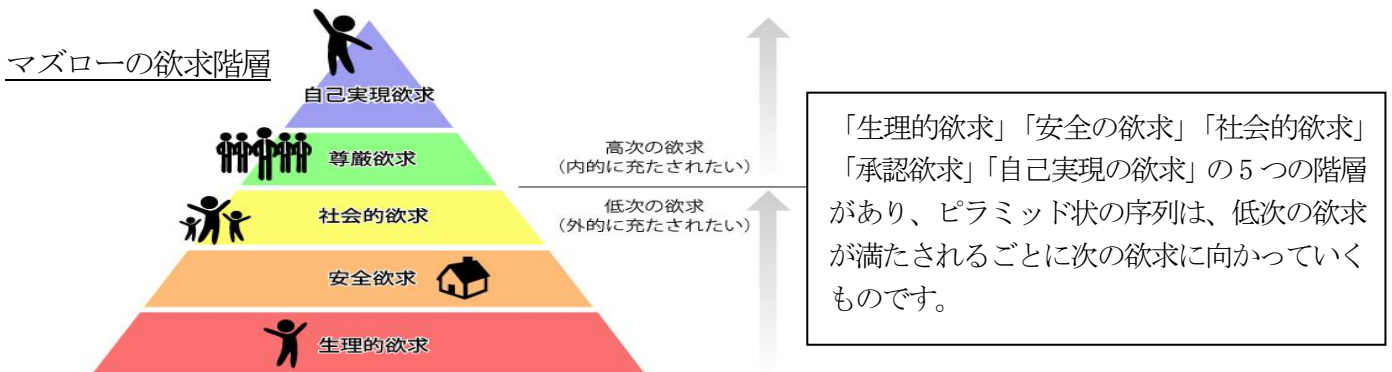 マズローの欲求階層
自己実現欲求
尊厳欲求
社会的欲求
安全欲求
生理的欲求
高次の欲求
(内的に充たされたい)
低次の欲求
(外的に充たされたい)
「生理的欲求」「安全の欲求」「社会的欲求」
「承認欲求」「自己実現の欲求」の5つの階層
があり、ピラミッド状の序列は、低次の欲求
が満たされるごとに次の欲求に向かっていく
ものです。